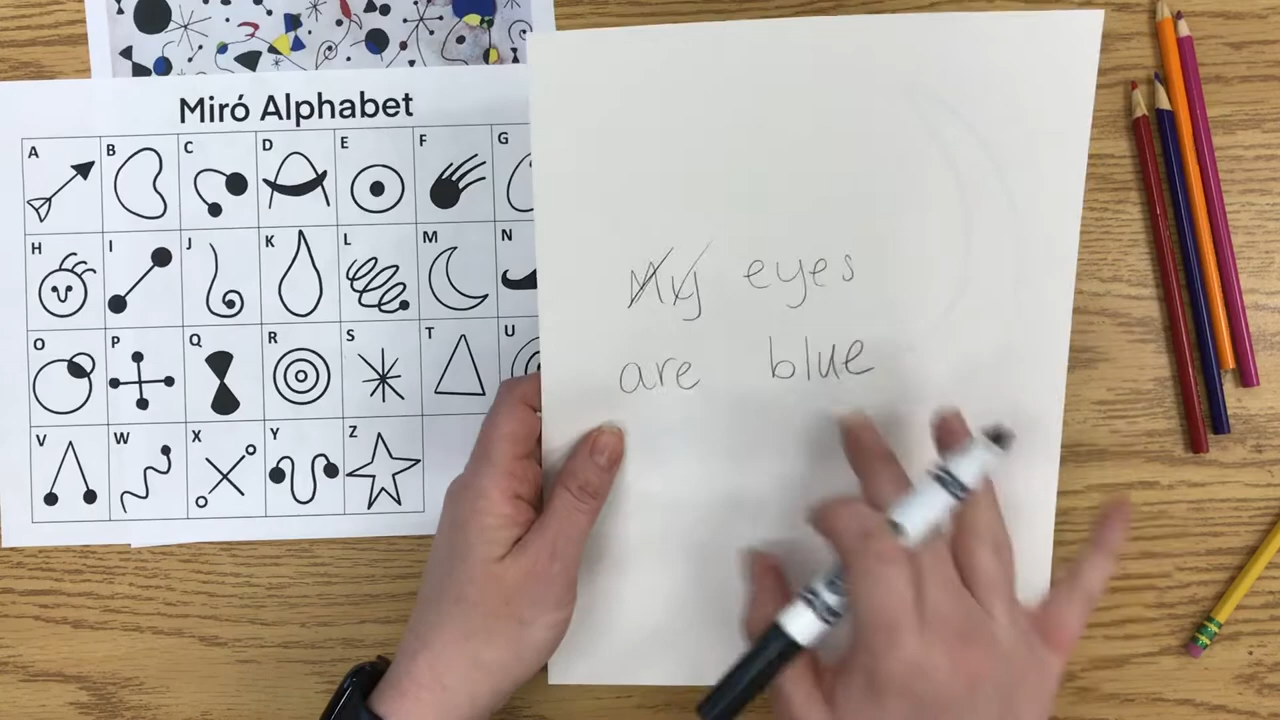 Miró Alphabet
A B C D E F G
H I J K L M N
O P Q R S T U
V W X Y Z
My eyes
are blue